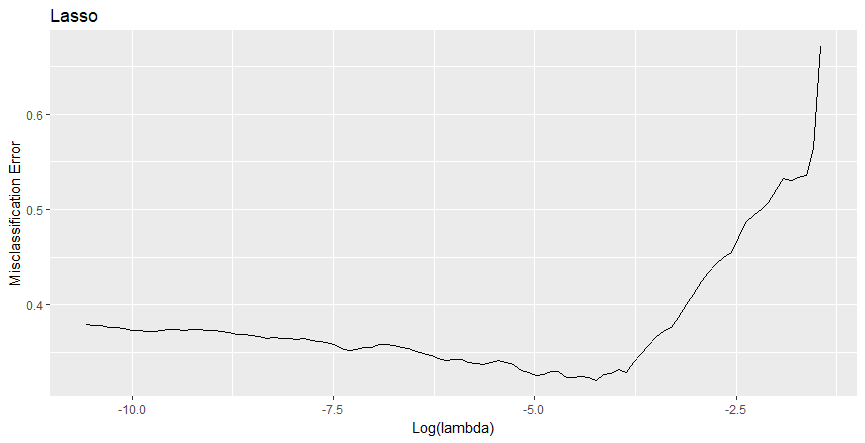 Lasso
Misclassification Error
0.6
0.5
0.4
-10.0 -7.5 -5.0 -2.5
Log(lambda)